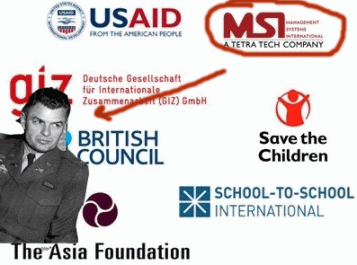 USAID
FROM THE AMERICAN PEOPLE
MSI
MANAGEMENT
SYSTEMS
INTERNATIONAL
A TETRA TECH COMPANY
giz
Deutsche Gesellschaft
für Internationale
Zusammenarbeit (GIZ) GmbH
BRITISH
COUNCIL
Save the
Children
SCHOOL-TO-SCHOOL
INTERNATIONAL
The Asia Foundation